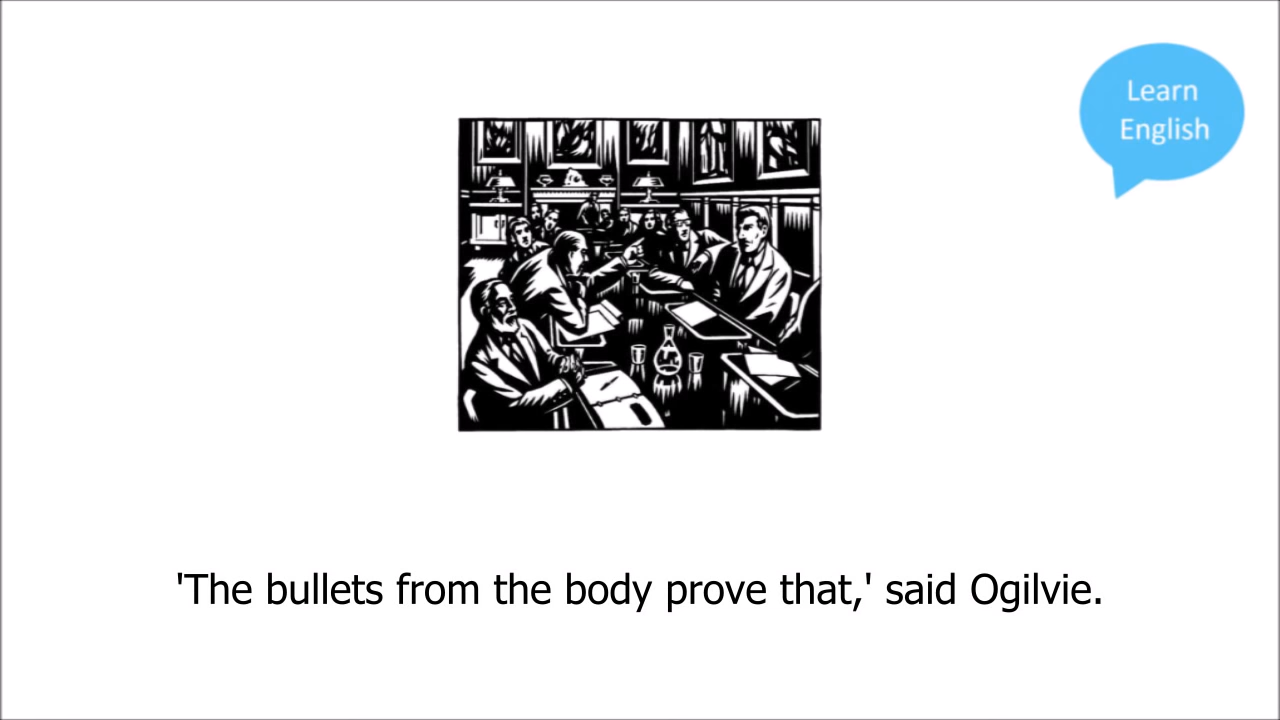 Learn
English
'The bullets from the body prove that,' said Ogilvie.